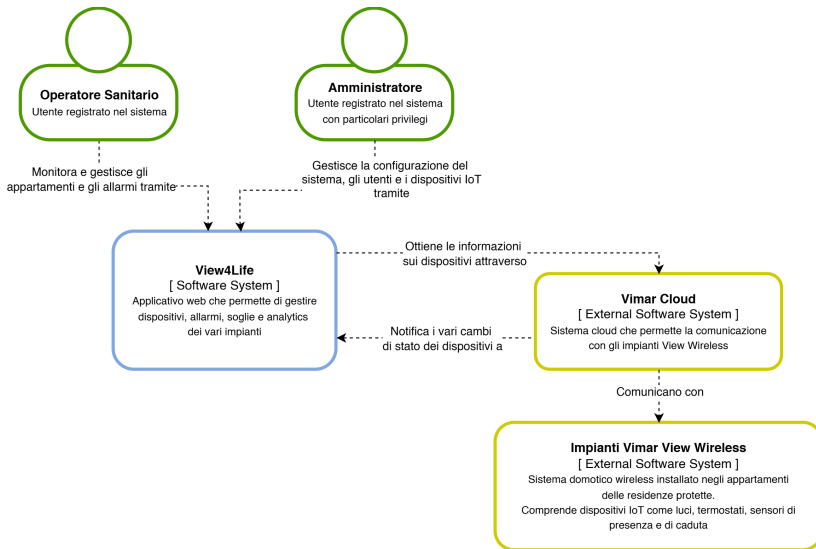 Operatore Sanitario
Utente registrato nel sistema
Amministratore
Utente registrato nel sistema
con particolari privilegi
Monitora e gestisce gli
appartamenti e gli allarmi tramite
Gestisce la configurazione del
sistema, gli utenti e i dispositivi IoT
tramite
View4Life
[ Software System ]
Applicativo web che permette di gestire
dispositivi, allarmi, soglie e analytics
dei vari impianti
Ottiene le informazioni
sui dispositivi attraverso
Notifica i vari cambi
di stato dei dispositivi a
Vimar Cloud
[ External Software System ]
Sistema cloud che permette la comunicazione
con gli impianti View Wireless
Comunicano con
Impianti Vimar View Wireless
[ External Software System ]
Sistema domotico wireless installato negli appartamenti
delle residenze protette.
Comprende dispositivi IoT come luci, termostati, sensori di
presenza e di caduta